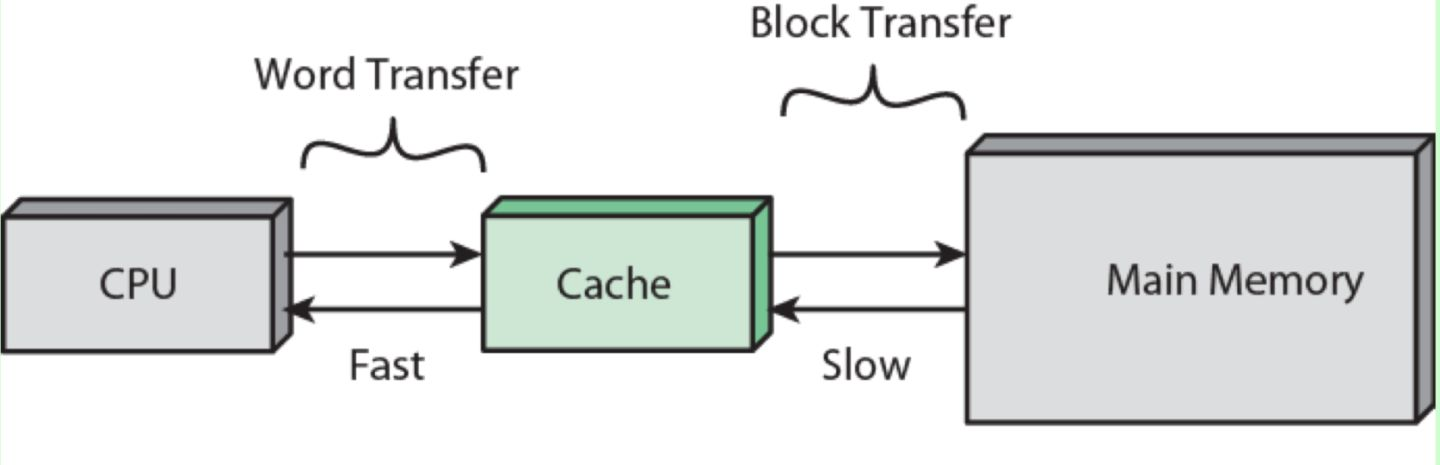 Block Transfer
Word Transfer
CPU
Cache
Main Memory
Fast
Slow